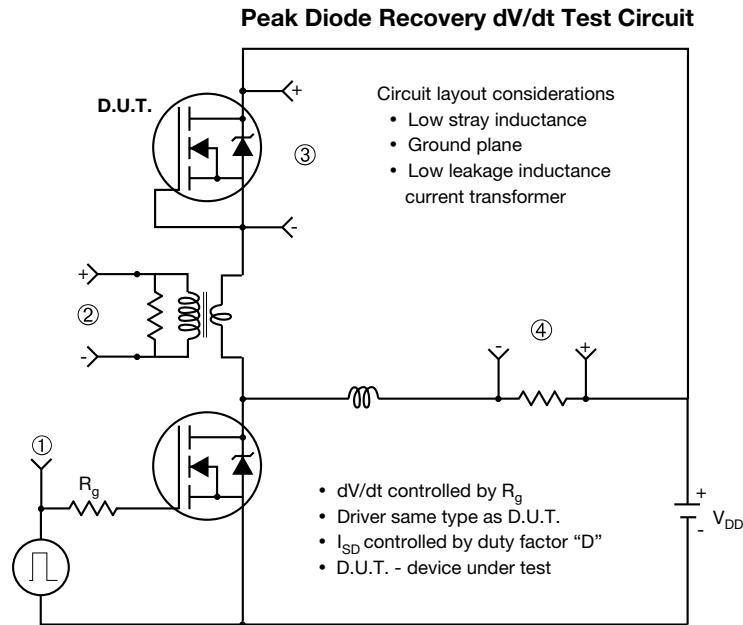 Peak Diode Recovery dV/dt Test Circuit
D.U.T.
+
Circuit layout considerations
• Low stray inductance
③
• Ground plane
• Low leakage inductance
current transformer
-
+
②
-
④
- +
①
Rg
• dV/dt controlled by Rg
• Driver same type as D.U.T.
• ISD controlled by duty factor “D”
• D.U.T. - device under test
+
VDD
-